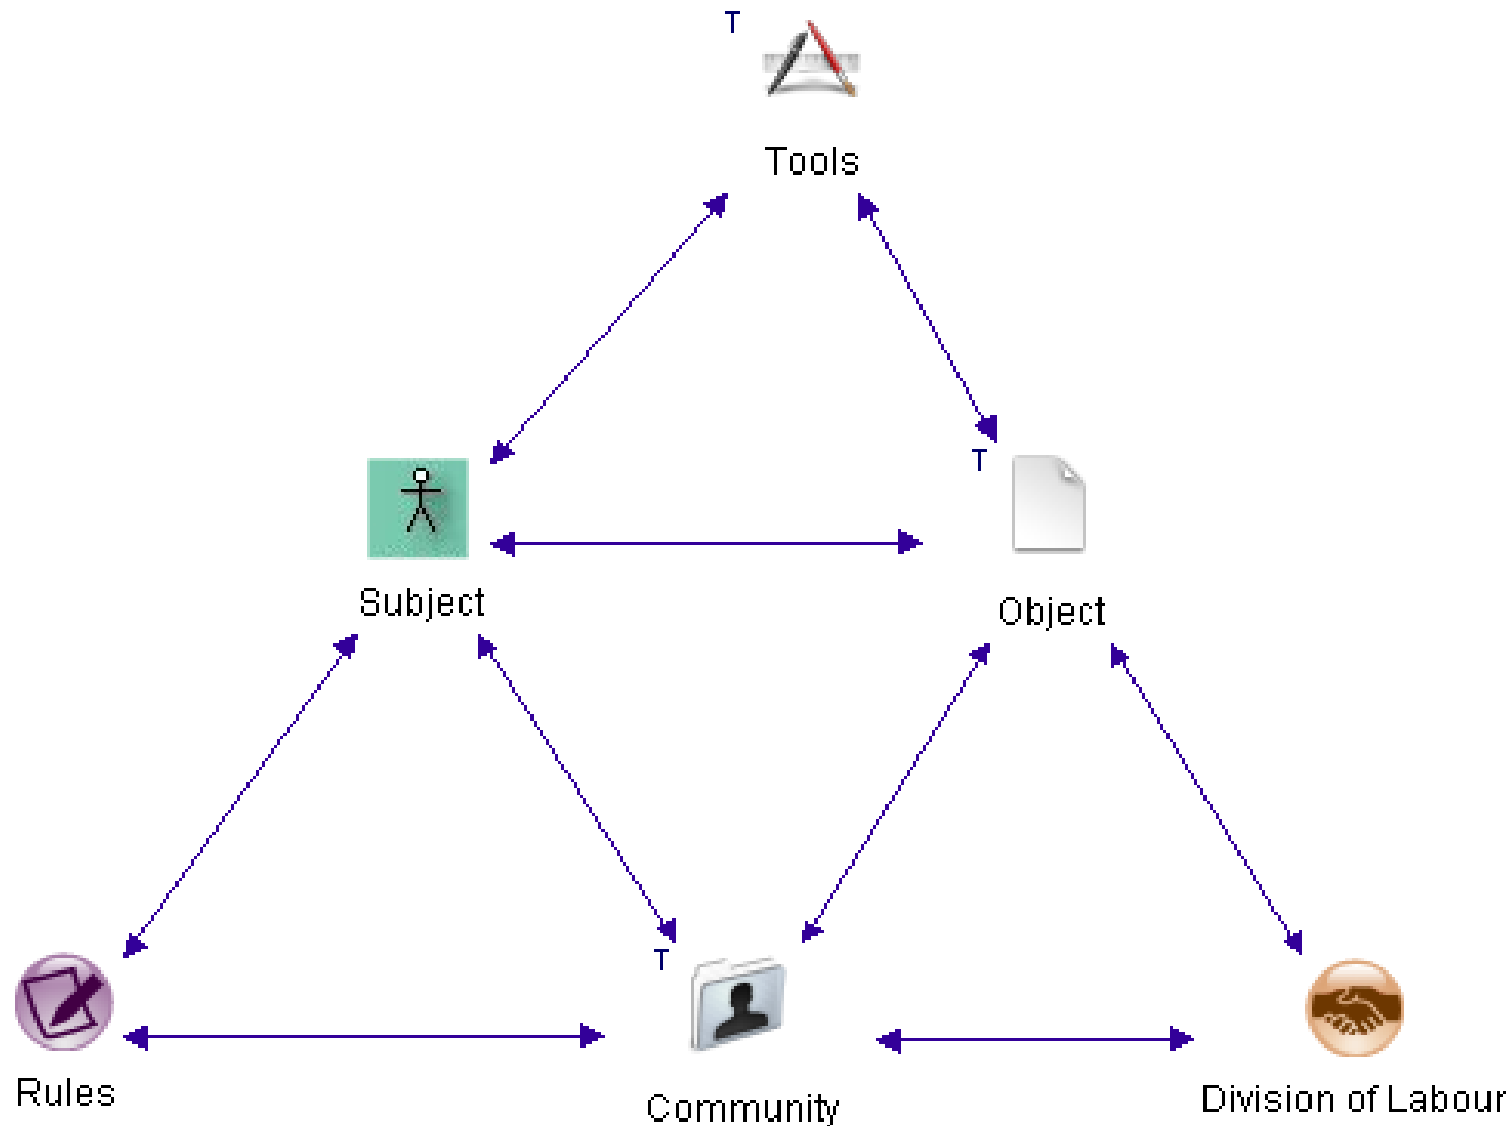 T
Tools
T
Subject
Object
T
Rules
Community
Division of Labour